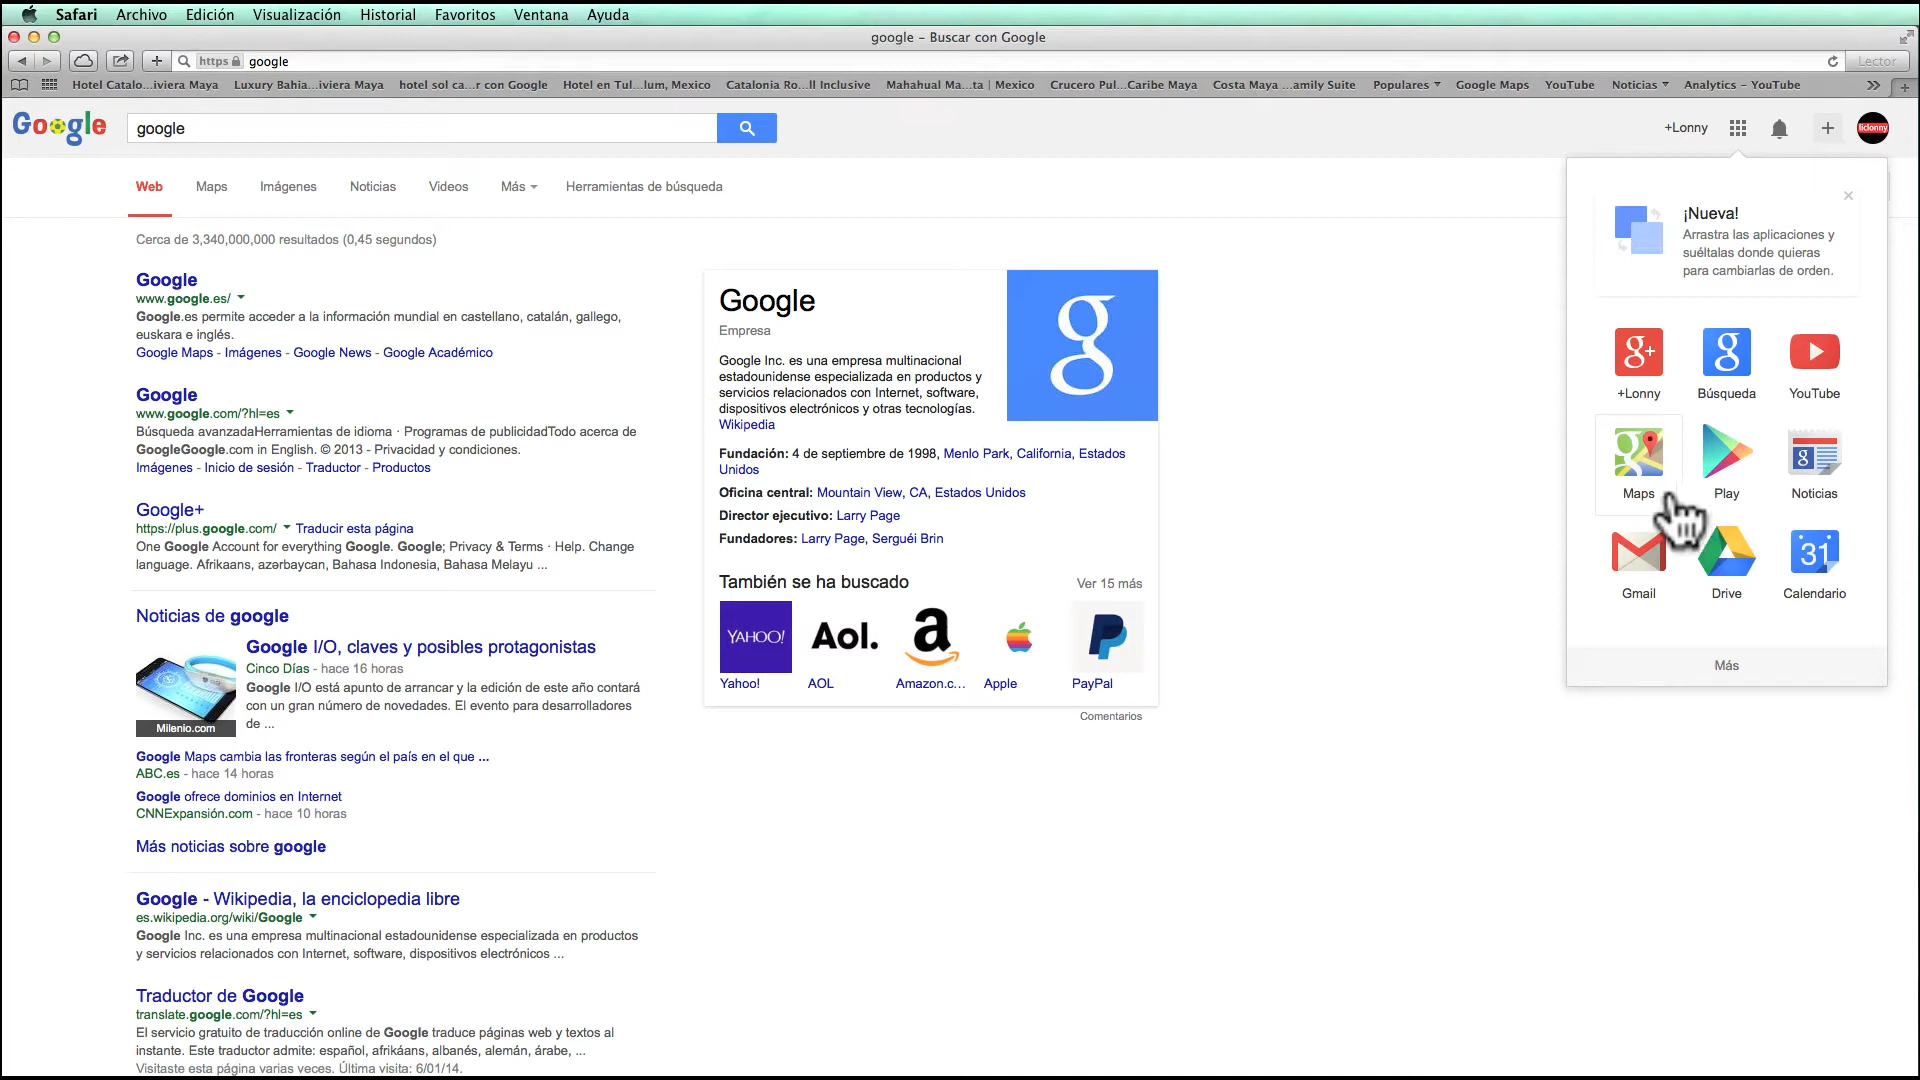 Safari Archivo Edición Visualización Historial Favoritos Ventana Ayuda
google – Buscar con Google
https google
Lector
Hotel Catalo...iviera Maya Luxury Bahia...iviera Maya hotel sol ca...r con Google Hotel en Tul...lum, Mexico Catalonia Ro...ll Inclusive Mahahual Ma...ta | Mexico Crucero Pul...Caribe Maya Costa Maya ...amily Suite Populares Google Maps YouTube Noticias Analytics – YouTube
Google
google
+Lonny
liclonny
Web Maps Imágenes Noticias Videos Más Herramientas de búsqueda
Cerca de 3,340,000,000 resultados (0,45 segundos)
Google
www.google.es/
Google.es permite acceder a la información mundial en castellano, catalán, gallego,
euskara e inglés.
Google Maps - Imágenes - Google News - Google Académico
Google
www.google.com/?hl=es
Búsqueda avanzadaHerramientas de idioma · Programas de publicidadTodo acerca de
GoogleGoogle.com in English. © 2013 - Privacidad y condiciones.
Imágenes - Inicio de sesión - Traductor - Productos
Google+
https://plus.google.com/ Traducir esta página
One Google Account for everything Google. Google; Privacy & Terms · Help. Change
language. Afrikaans, azərbaycan, Bahasa Indonesia, Bahasa Melayu ...
Noticias de google
Google I/O, claves y posibles protagonistas
Cinco Días - hace 16 horas
Google I/O está apunto de arrancar y la edición de este año contará
con un gran número de novedades. El evento para desarrolladores
de ...
Milenio.com
Google Maps cambia las fronteras según el país en el que ...
ABC.es - hace 14 horas
Google ofrece dominios en Internet
CNNExpansión.com - hace 10 horas
Más noticias sobre google
Google - Wikipedia, la enciclopedia libre
es.wikipedia.org/wiki/Google
Google Inc. es una empresa multinacional estadounidense especializada en productos
y servicios relacionados con Internet, software, dispositivos electrónicos ...
Traductor de Google
translate.google.com/?hl=es
El servicio gratuito de traducción online de Google traduce páginas web y textos al
instante. Este traductor admite: español, afrikáans, albanés, alemán, árabe, ...
Visitaste esta página varias veces. Última visita: 6/01/14.
Google
Empresa
Google Inc. es una empresa multinacional
estadounidense especializada en productos y
servicios relacionados con Internet, software,
dispositivos electrónicos y otras tecnologías.
Wikipedia
g
Fundación: 4 de septiembre de 1998, Menlo Park, California, Estados
Unidos
Oficina central: Mountain View, CA, Estados Unidos
Director ejecutivo: Larry Page
Fundadores: Larry Page, Serguéi Brin
También se ha buscado Ver 15 más
YAHOO! Aol. a
Yahoo! AOL Amazon.c... Apple PayPal
Comentarios
¡Nueva!
Arrastra las aplicaciones y
suéltalas donde quieras
para cambiarlas de orden.
g+ g
+Lonny Búsqueda YouTube
g g
Maps Play Noticias
31
Gmail Drive Calendario
Más